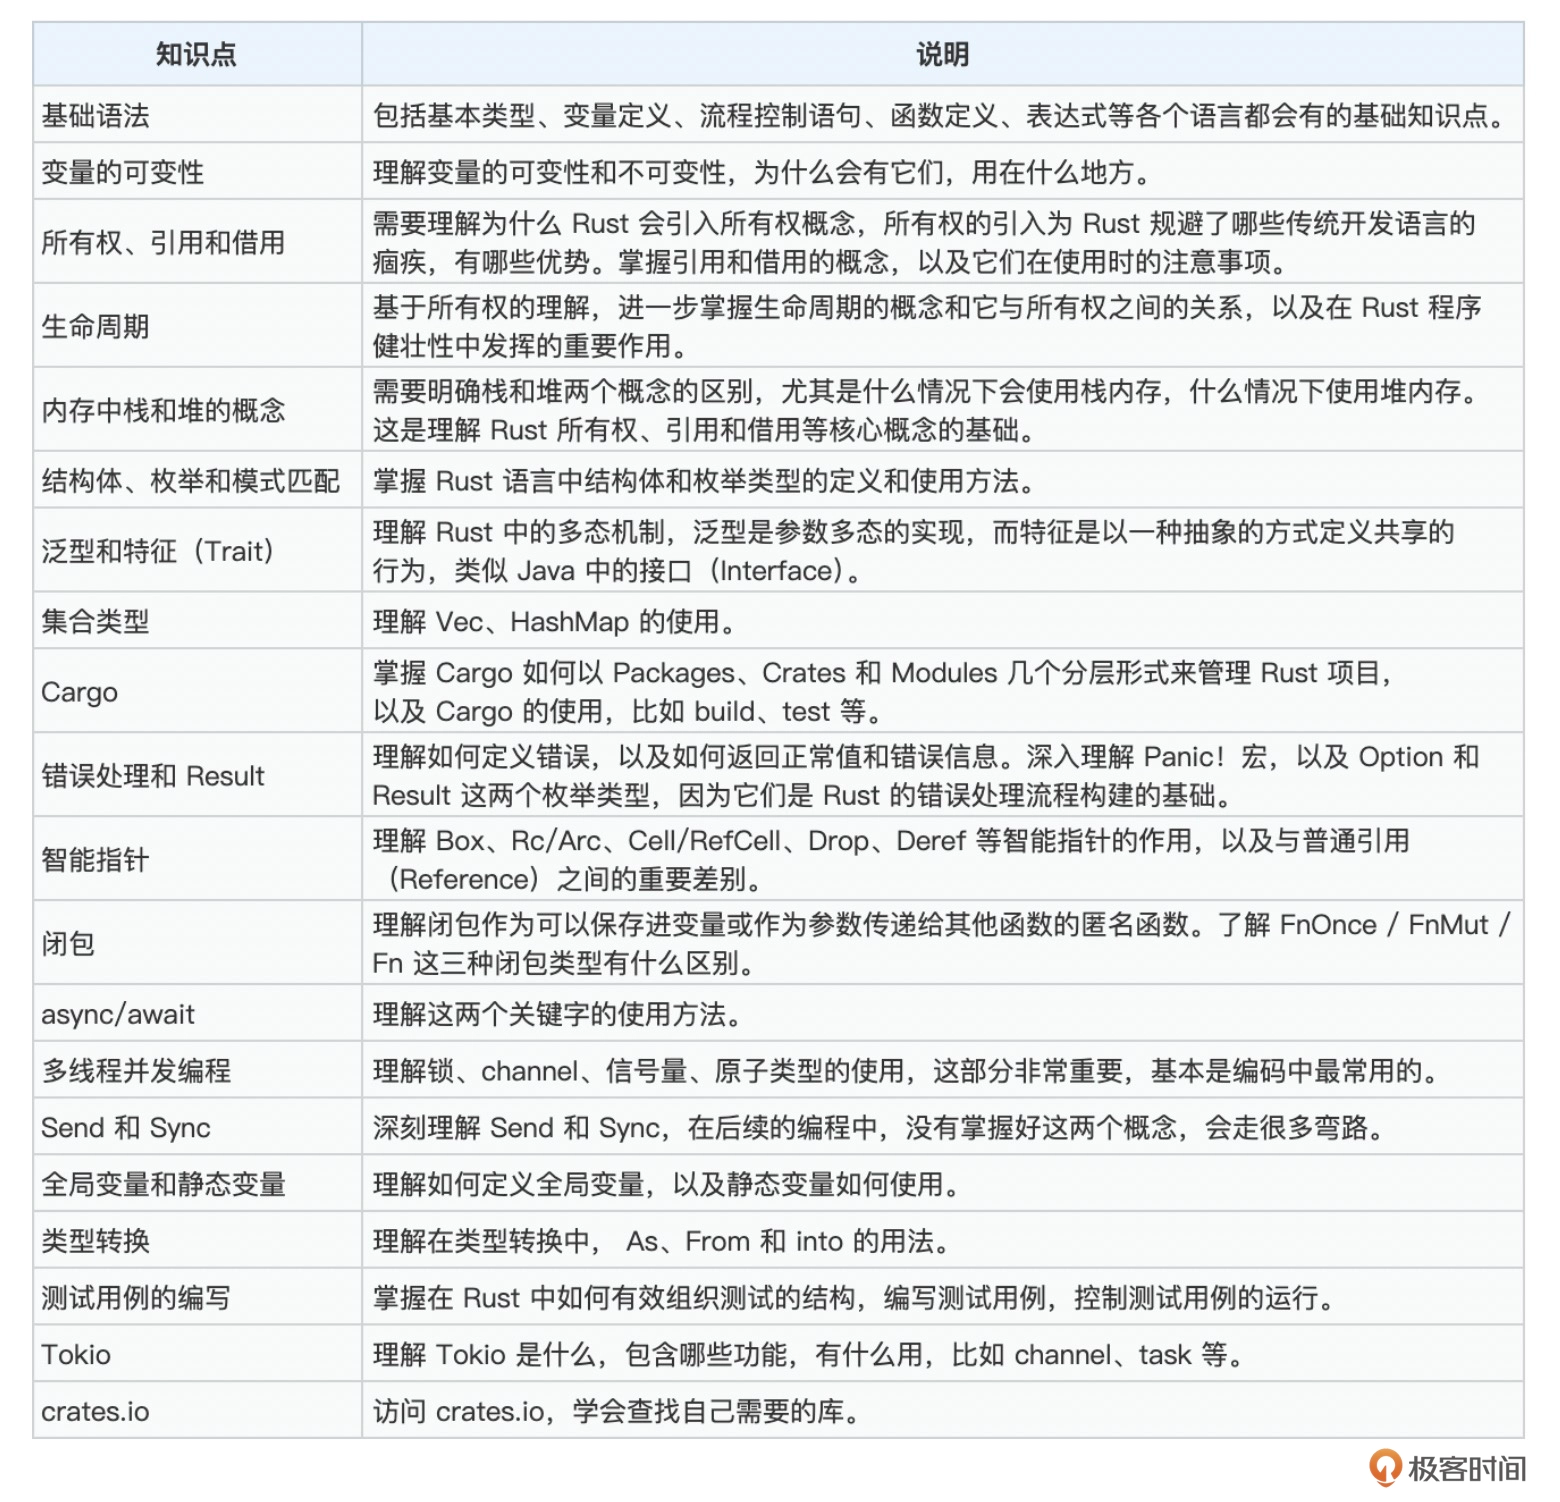 知识点
说明
基础语法
包括基本类型、变量定义、流程控制语句、函数定义、表达式等各个语言都会有的基础知识点。
变量的可变性
理解变量的可变性和不可变性，为什么会有它们，用在什么地方。
所有权、引用和借用
需要理解为什么 Rust 会引入所有权概念，所有权的引入为 Rust 规避了哪些传统开发语言的
痼疾，有哪些优势。掌握引用和借用的概念，以及它们在使用时的注意事项。
生命周期
基于所有权的理解，进一步掌握生命周期的概念和它与所有权之间的关系，以及在 Rust 程序
健壮性中发挥的重要作用。
内存中栈和堆的概念
需要明确栈和堆两个概念的区别，尤其是什么情况下会使用栈内存，什么情况下使用堆内存。
这是理解 Rust 所有权、引用和借用等核心概念的基础。
结构体、枚举和模式匹配
掌握 Rust 语言中结构体和枚举类型的定义和使用方法。
泛型和特征（Trait）
理解 Rust 中的多态机制，泛型是参数多态的实现，而特征是以一种抽象的方式定义共享的
行为，类似 Java 中的接口（Interface）。
集合类型
理解 Vec、HashMap 的使用。
Cargo
掌握 Cargo 如何以 Packages、Crates 和 Modules 几个分层形式来管理 Rust 项目，
以及 Cargo 的使用，比如 build、test 等。
错误处理和 Result
理解如何定义错误，以及如何返回正常值和错误信息。深入理解 Panic！宏，以及 Option 和
Result 这两个枚举类型，因为它们是 Rust 的错误处理流程构建的基础。
智能指针
理解 Box、Rc/Arc、Cell/RefCell、Drop、Deref 等智能指针的作用，以及与普通引用
（Reference）之间的重要差别。
闭包
理解闭包作为可以保存进变量或作为参数传递给其他函数的匿名函数。了解 FnOnce / FnMut /
Fn 这三种闭包类型有什么区别。
async/await
理解这两个关键字的使用方法。
多线程并发编程
理解锁、channel、信号量、原子类型的使用，这部分非常重要，基本是编码中最常用的。
Send 和 Sync
深刻理解 Send 和 Sync，在后续的编程中，没有掌握好这两个概念，会走很多弯路。
全局变量和静态变量
理解如何定义全局变量，以及静态变量如何使用。
类型转换
理解在类型转换中， As、From 和 into 的用法。
测试用例的编写
掌握在 Rust 中如何有效组织测试的结构，编写测试用例，控制测试用例的运行。
Tokio
理解 Tokio 是什么，包含哪些功能，有什么用，比如 channel、task 等。
crates.io
访问 crates.io，学会查找自己需要的库。
极客时间